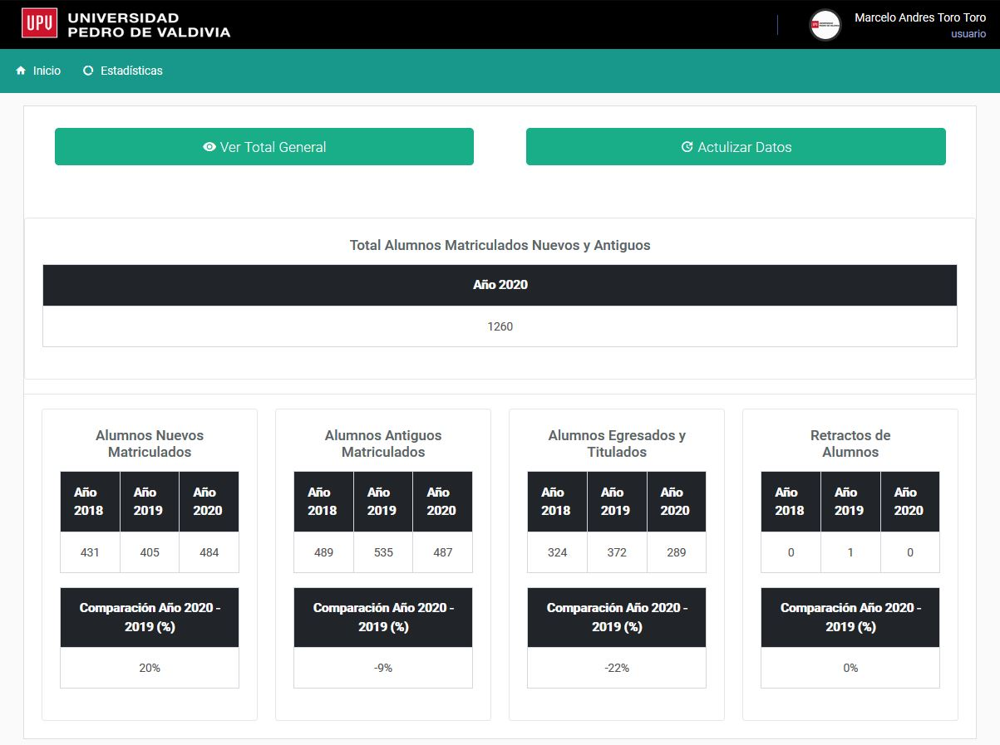 UPV
UNIVERSIDAD
PEDRO DE VALDIVIA
Marcelo Andres Toro Toro
usuario
Inicio
Estadísticas
Ver Total General
Actulizar Datos
Total Alumnos Matriculados Nuevos y Antiguos
Año 2020
1260
Alumnos Nuevos
Matriculados
Año 2018 Año 2019 Año 2020
431 405 484
Comparación Año 2020 -
2019 (%)
20%
Alumnos Antiguos
Matriculados
Año 2018 Año 2019 Año 2020
489 535 487
Comparación Año 2020 -
2019 (%)
-9%
Alumnos Egresados y
Titulados
Año 2018 Año 2019 Año 2020
324 372 289
Comparación Año 2020 -
2019 (%)
-22%
Retractos de
Alumnos
Año 2018 Año 2019 Año 2020
0 1 0
Comparación Año 2020 -
2019 (%)
0%